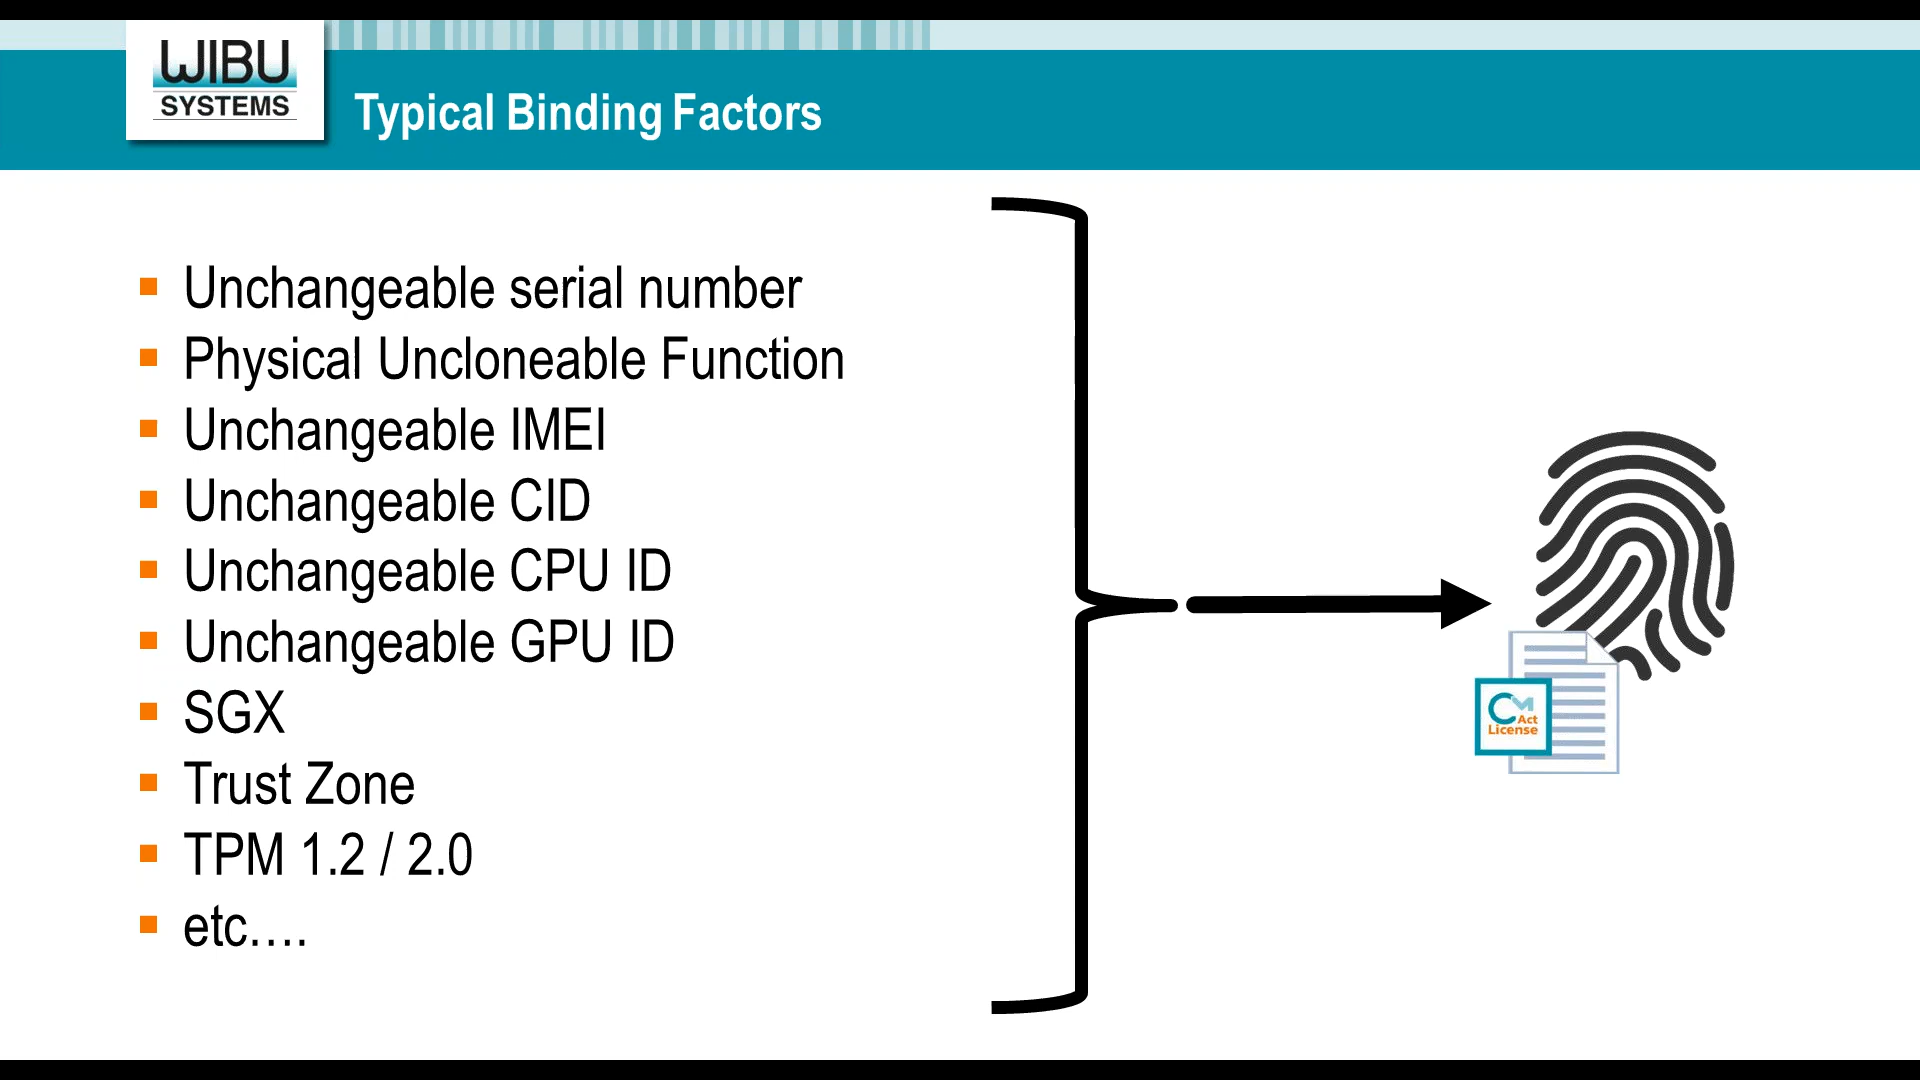 WIBU
SYSTEMS
Typical Binding Factors
Unchangeable serial number
Physical Uncloneable Function
Unchangeable IMEI
Unchangeable CID
Unchangeable CPU ID
Unchangeable GPU ID
SGX
Trust Zone
TPM 1.2 / 2.0
etc....
CM
Act
License